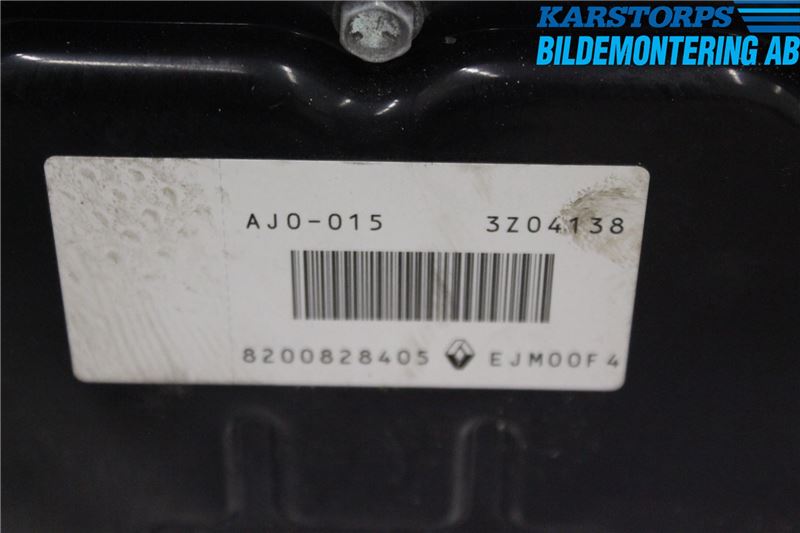 KARSTORPS
BILDEMONTERING AB
AJ0-015 3Z04138
8200828405 EJM00F4